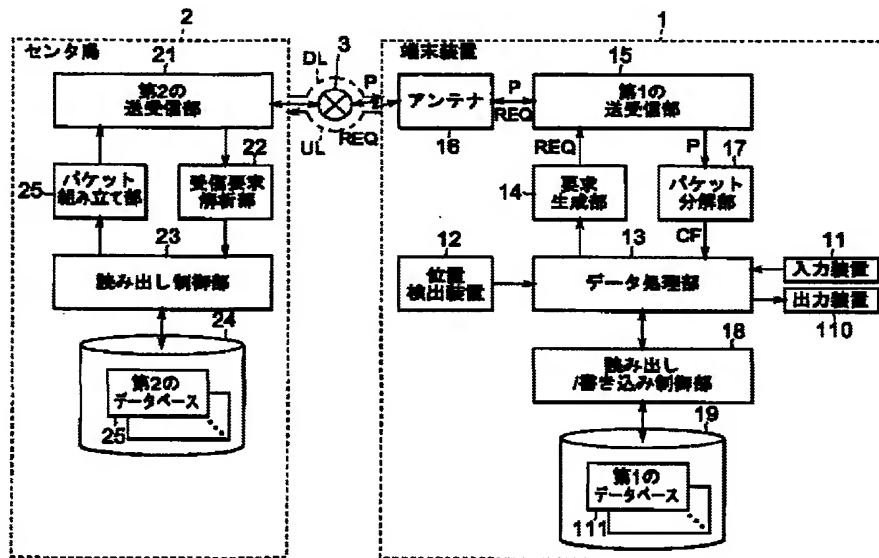 2
センタ局
21
第2の
送受信部
25
パケット
組み立て部
22
受信要求
解析部
23
読み出し制御部
24
第2の
データベース
25
3
DL
P
UL
REQ
1
端末装置
アンテナ
16
P
REQ
15
第1の
送受信部
REQ
P
14
要求
生成部
17
パケット
分解部
CF
12
位置
検出装置
13
データ処理部
11
入力装置
出力装置
110
18
読み出し
/書き込み制御部
19
第1の
データベース
111